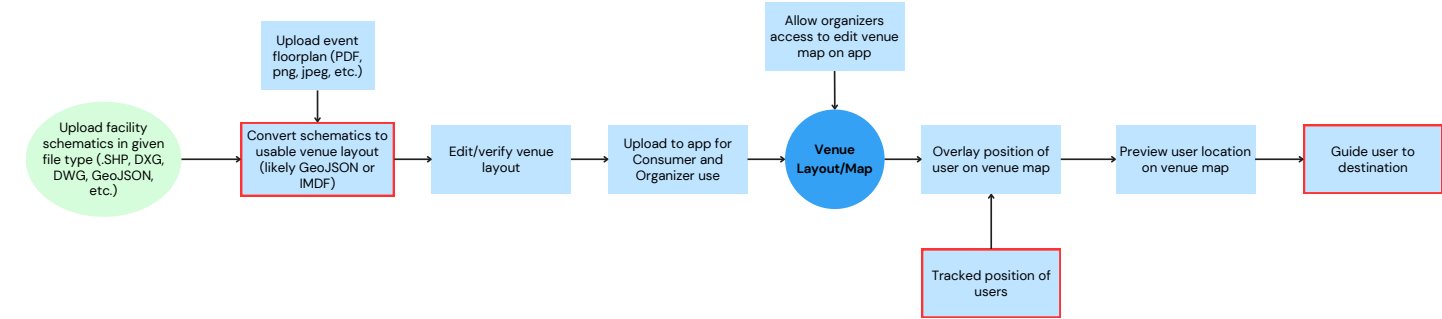 Upload facility
schematics in given
file type (.SHP, DXG,
DWG, GeoJSON,
etc.)
Upload event
floorplan (PDF,
png, jpeg, etc.)
Convert schematics to
usable venue layout
(likely GeoJSON or
IMDF)
Edit/verify venue
layout
Upload to app for
Consumer and
Organizer use
Allow organizers
access to edit venue
map on app
Venue
Layout/Map
Overlay position of
user on venue map
Tracked position of
users
Preview user location
on venue map
Guide user to
destination